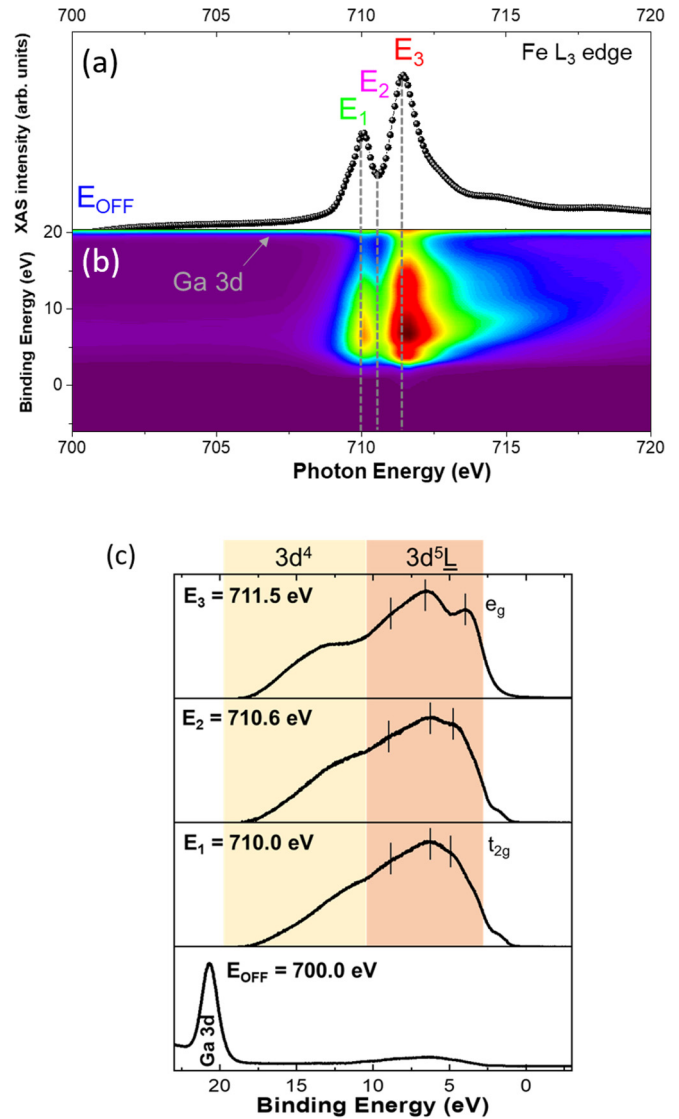 700 705 710 715 720
(a)
E3
Fe L3 edge
E2
E1
XAS intensity (arb. units)
EOFF
20
(b)
Ga 3d
10
0
Binding Energy (eV)
700 705 710 715 720
Photon Energy (eV)
(c)
3d⁴ 3d⁵L
E3 = 711.5 eV
eg
E2 = 710.6 eV
E1 = 710.0 eV
t2g
EOFF = 700.0 eV
Ga 3d
20 15 10 5 0
Binding Energy (eV)